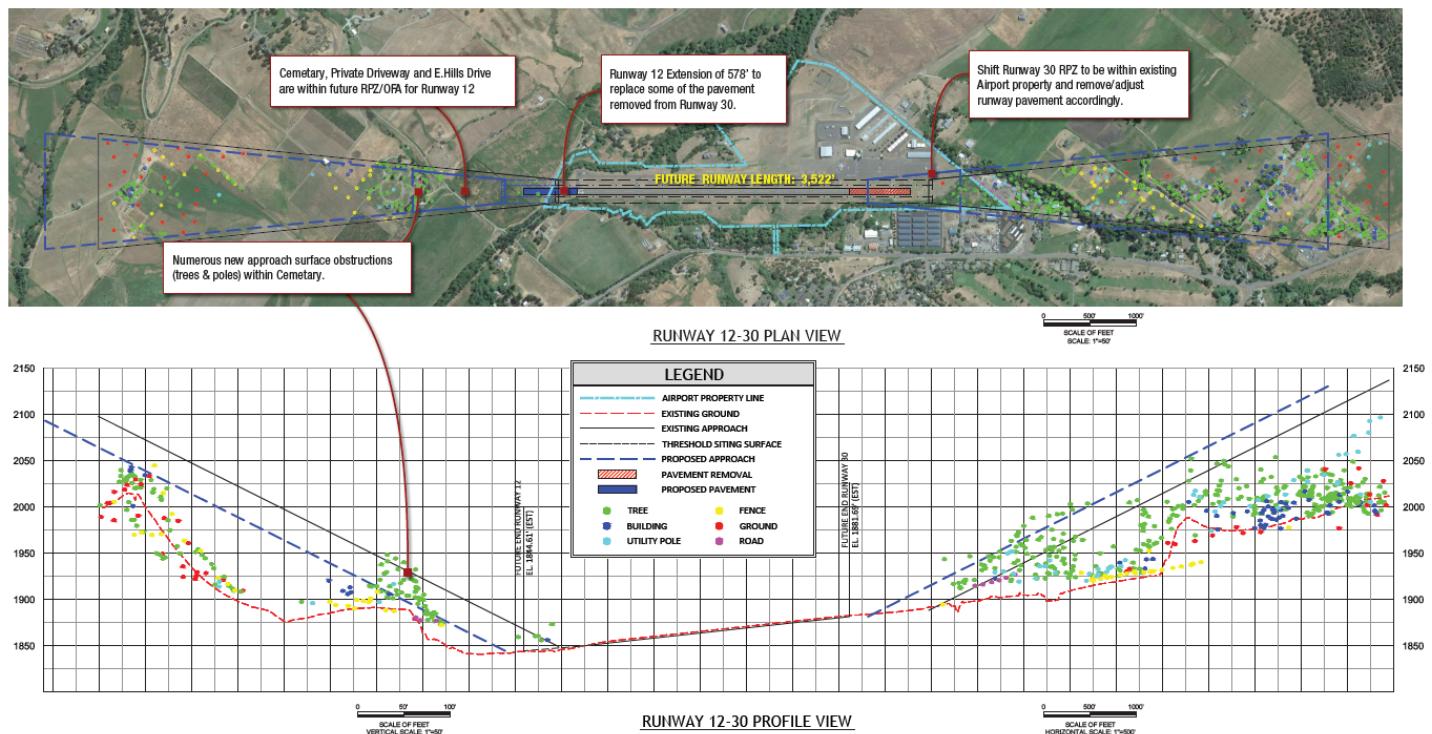 Cemetary, Private Driveway and E.Hills Drive
are within future RPZ/OFA for Runway 12
Runway 12 Extension of 578' to
replace some of the pavement
removed from Runway 30.
Shift Runway 30 RPZ to be within existing
Airport property and remove/adjust
runway pavement accordingly.
FUTURE RUNWAY LENGTH: 3,522'
Numerous new approach surface obstructions
(trees & poles) within Cemetary.
RUNWAY 12-30 PLAN VIEW
0 500' 1000'
SCALE OF FEET
SCALE: 1"=50'
2150
2100
2050
2000
1950
1900
1850
LEGEND
AIRPORT PROPERTY LINE
EXISTING GROUND
EXISTING APPROACH
THRESHOLD SITING SURFACE
PROPOSED APPROACH
PAVEMENT REMOVAL
PROPOSED PAVEMENT
TREE
FENCE
BUILDING
GROUND
UTILITY POLE
ROAD
FUTURE END RUNWAY 12
EL. 1844.61' (EST)
FUTURE END RUNWAY 30
EL. 1881.69' (EST)
2150
2100
2050
2000
1950
1900
1850
0 50' 100'
SCALE OF FEET
VERTICAL SCALE: 1"=50'
RUNWAY 12-30 PROFILE VIEW
0 500' 1000'
SCALE OF FEET
HORIZONTAL SCALE: 1"=500'